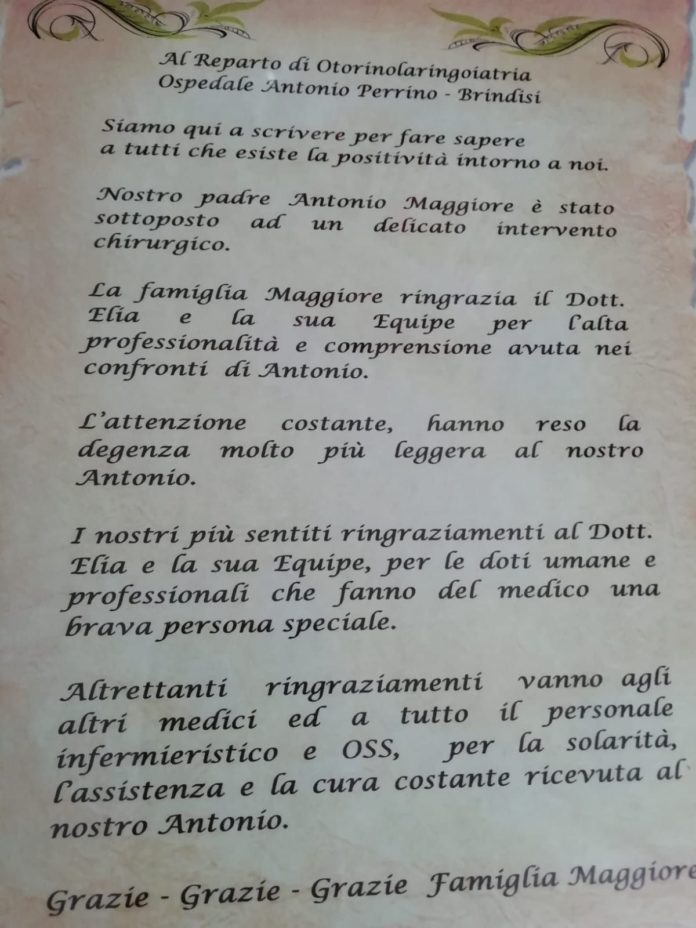 Al Reparto di Otorinolaringoiatria
Ospedale Antonio Perrino - Brindisi
Siamo qui a scrivere per fare sapere
a tutti che esiste la positività intorno a noi.
Nostro padre Antonio Maggiore è stato
sottoposto ad un delicato intervento
chirurgico.
La famiglia Maggiore ringrazia il Dott.
Elia e la sua Equipe per l'alta
professionalità e comprensione avuta nei
confronti di Antonio.
L'attenzione costante, hanno reso la
degenza molto più leggera al nostro
Antonio.
I nostri più sentiti ringraziamenti al Dott.
Elia e la sua Equipe, per le doti umane e
professionali che fanno del medico una
brava persona speciale.
Altrettanti ringraziamenti vanno agli
altri medici ed a tutto il personale
infermieristico e OSS, per la solarità,
l'assistenza e la cura costante ricevuta al
nostro Antonio.
Grazie - Grazie - Grazie Famiglia Maggiore